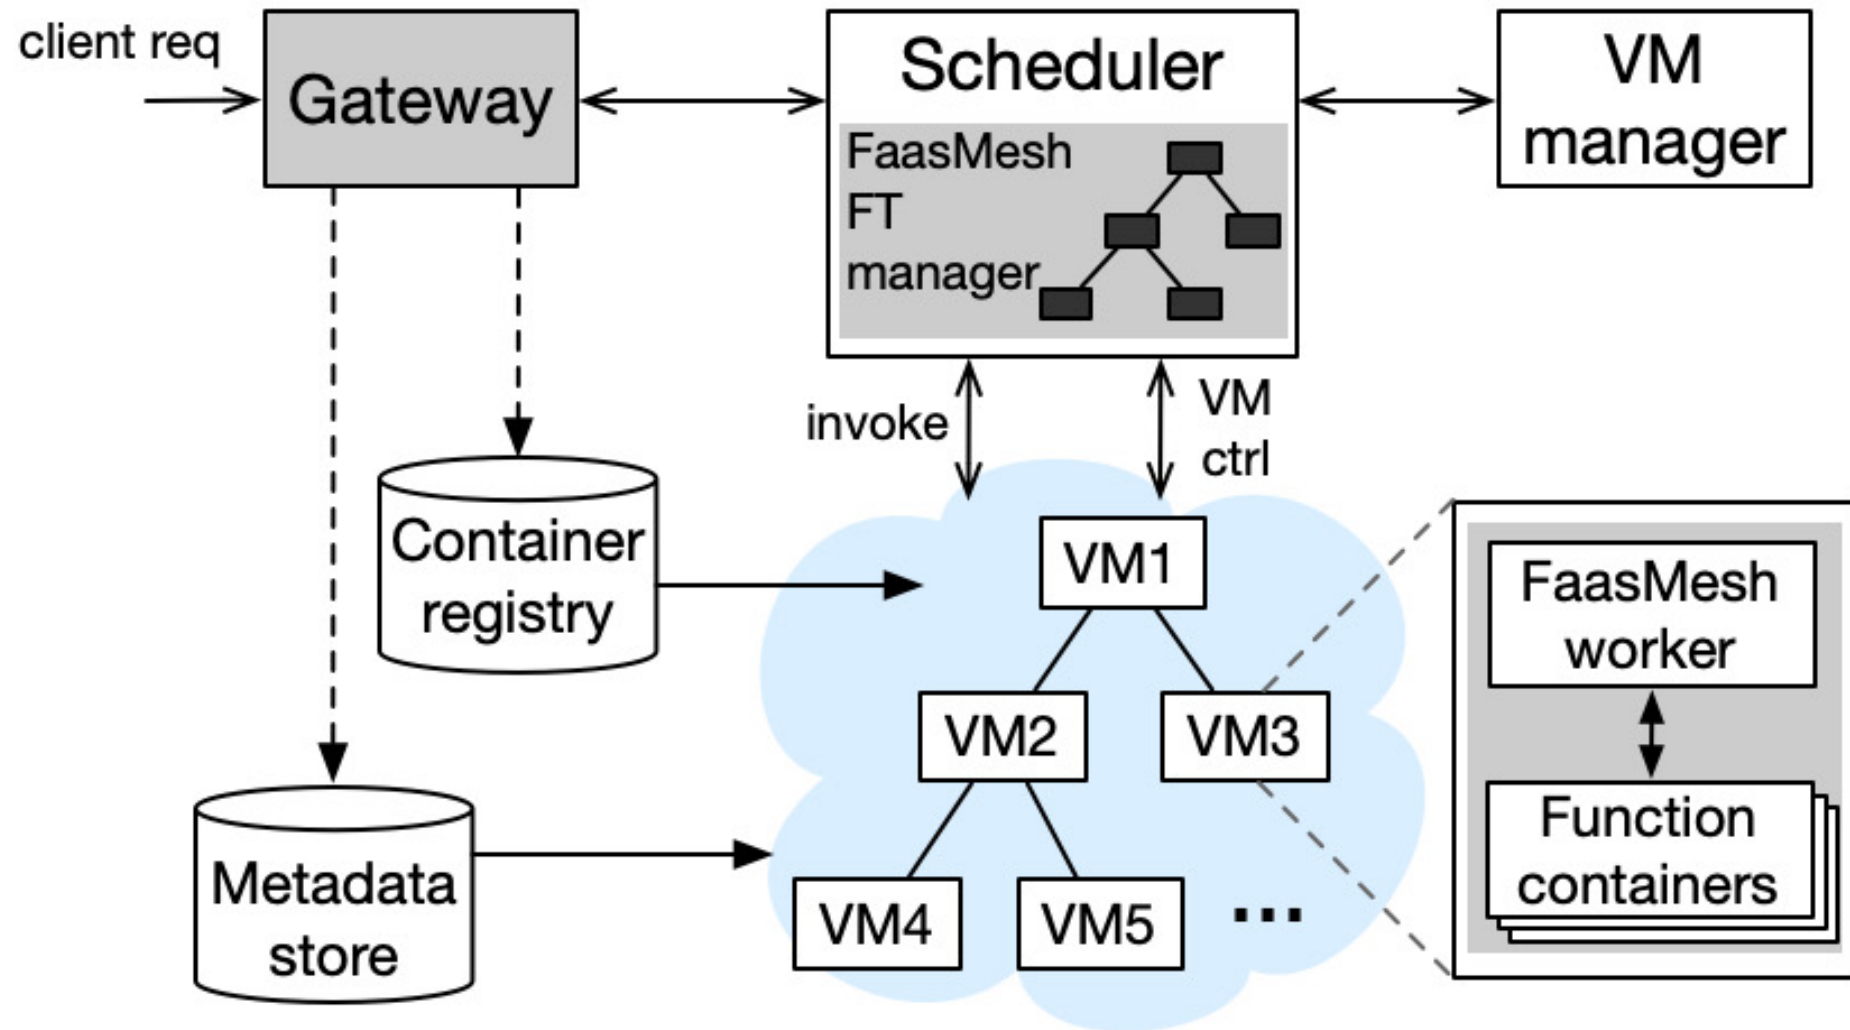 client req
Gateway
Scheduler
FaasMesh
FT
manager
VM
manager
invoke
VM
ctrl
Container
registry
VM1
VM2
VM3
VM4
VM5
...
FaasMesh
worker
Function
containers
Metadata
store